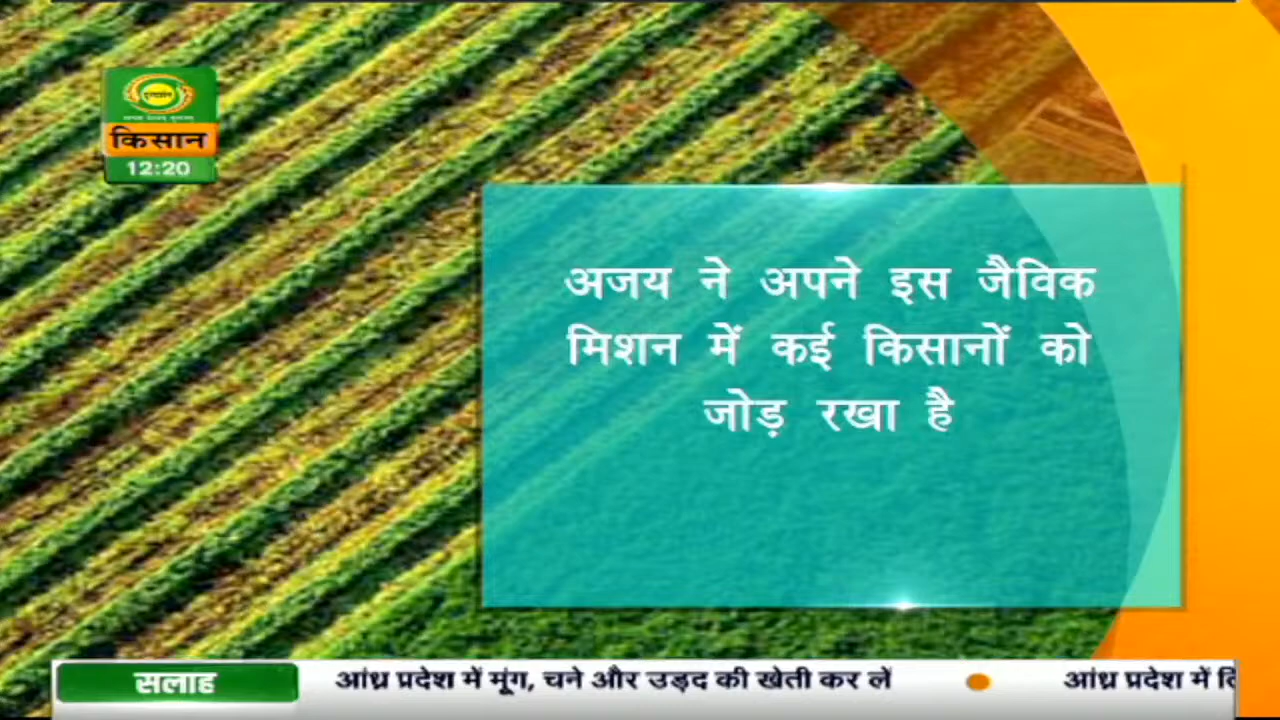 किसान
12:20
अजय ने अपने इस जैविक
मिशन में कई किसानों को
जोड़ रखा है
सलाह
आंध्र प्रदेश में मूंग, चने और उड़द की खेती कर लें
आंध्र प्रदेश में